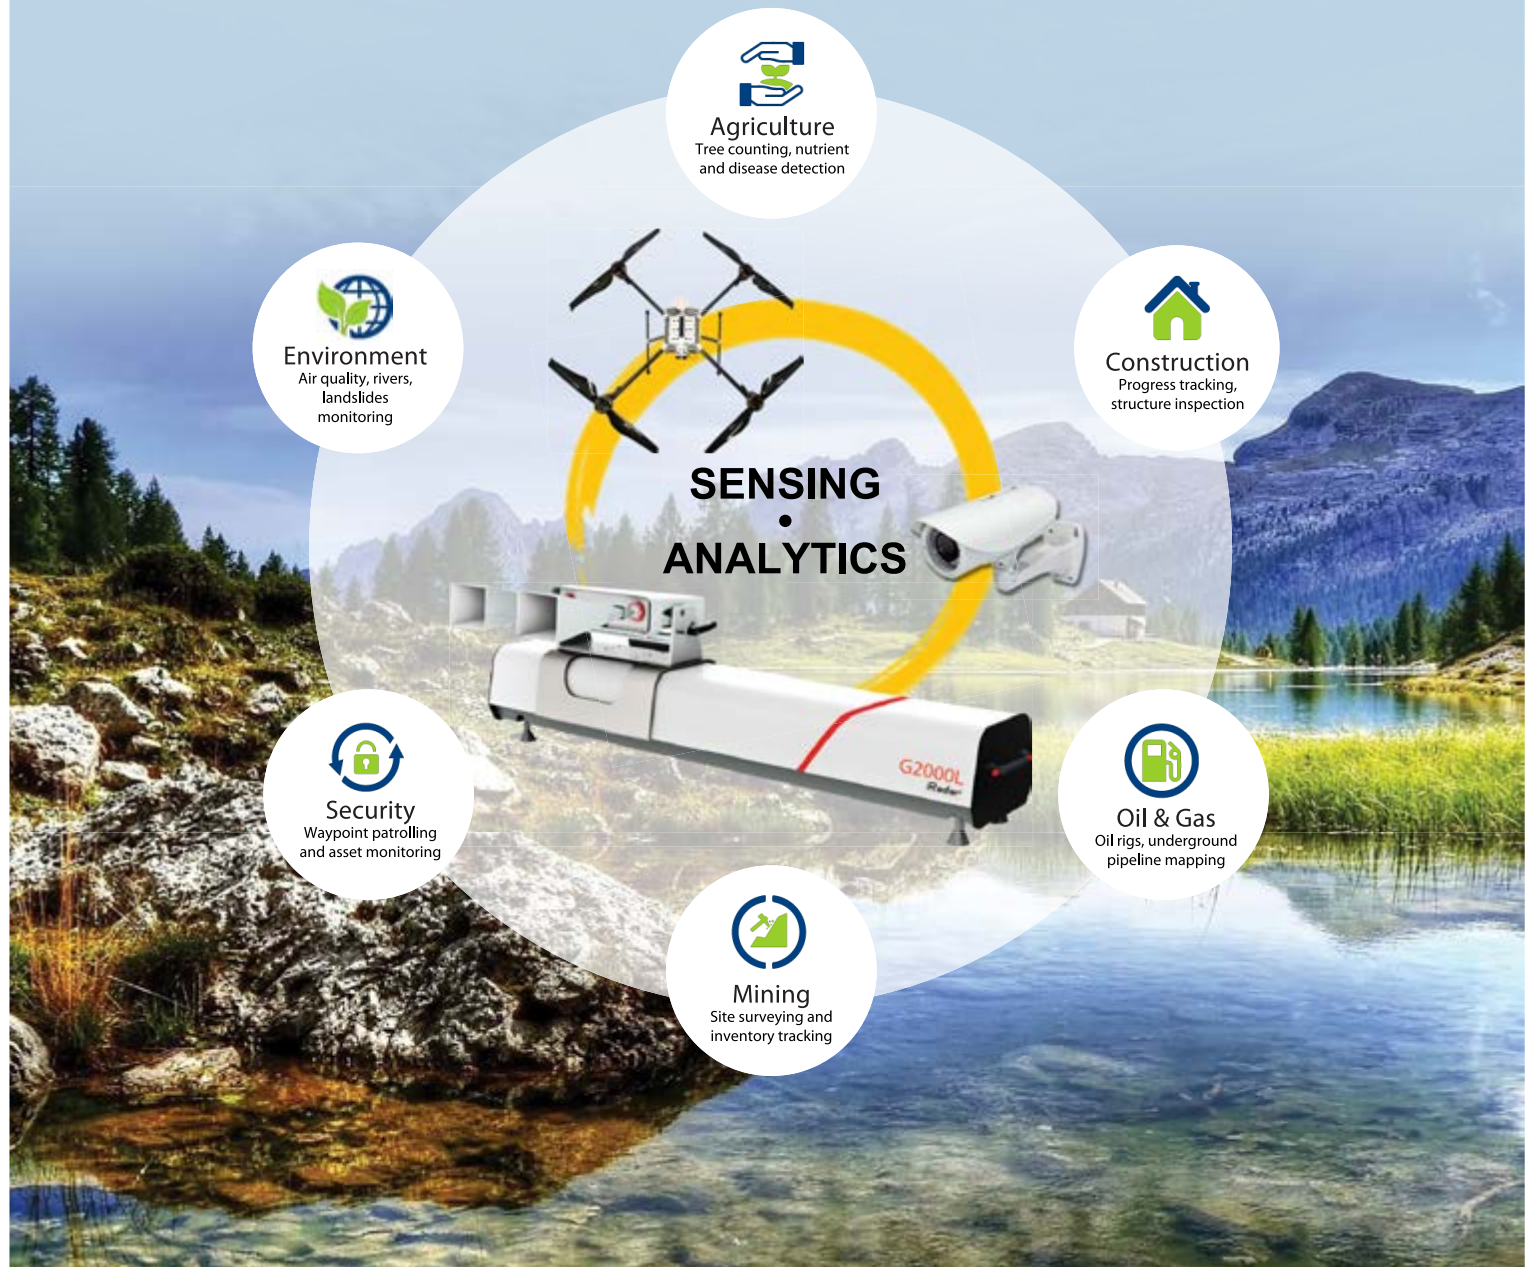 Agriculture
Tree counting, nutrient
and disease detection
Environment
Air quality, rivers,
landslides
monitoring
Construction
Progress tracking,
structure inspection
SENSING
•
ANALYTICS
G2000L
iRadar
Security
Waypoint patrolling
and asset monitoring
Oil & Gas
Oil rigs, underground
pipeline mapping
Mining
Site surveying and
inventory tracking